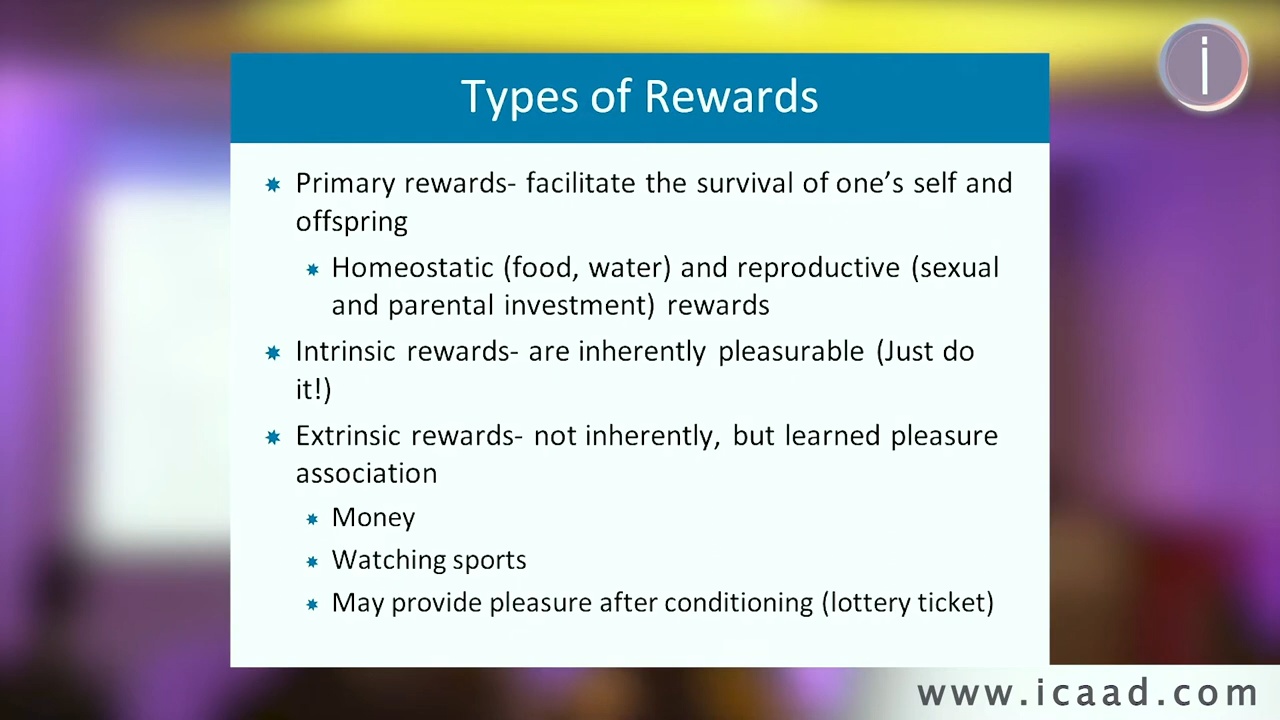 i
Types of Rewards
Primary rewards- facilitate the survival of one's self and
offspring
Homeostatic (food, water) and reproductive (sexual
and parental investment) rewards
Intrinsic rewards- are inherently pleasurable (Just do
it!)
Extrinsic rewards- not inherently, but learned pleasure
association
Money
Watching sports
May provide pleasure after conditioning (lottery ticket)
www.icaad.com